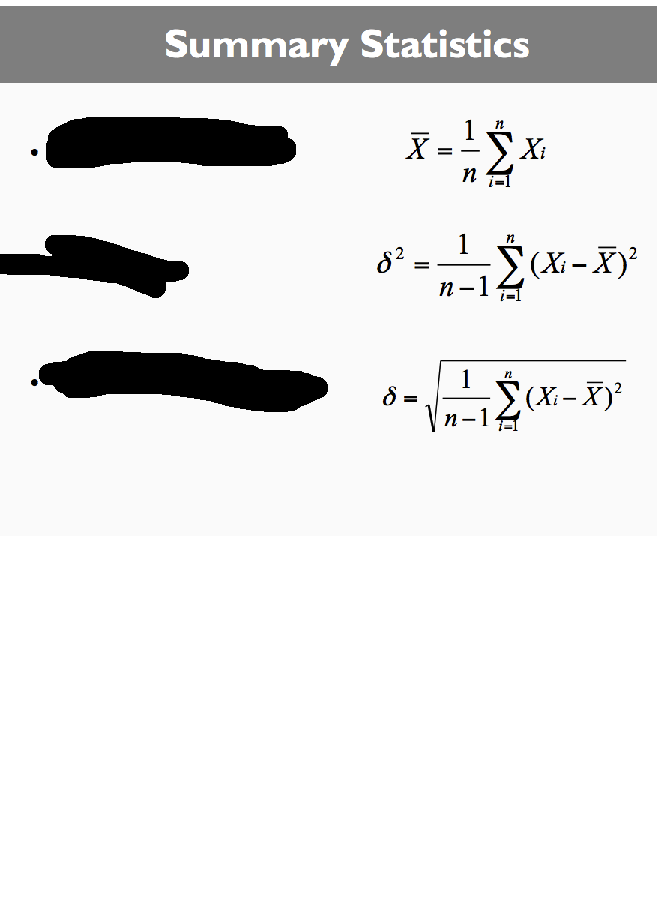 Summary Statistics
• X̄ = 1/n ∑_{i=1}^{n} Xi
δ² = 1/(n−1) ∑_{i=1}^{n} (Xi − X̄)²
• δ = √(1/(n−1) ∑_{i=1}^{n} (Xi − X̄)²)